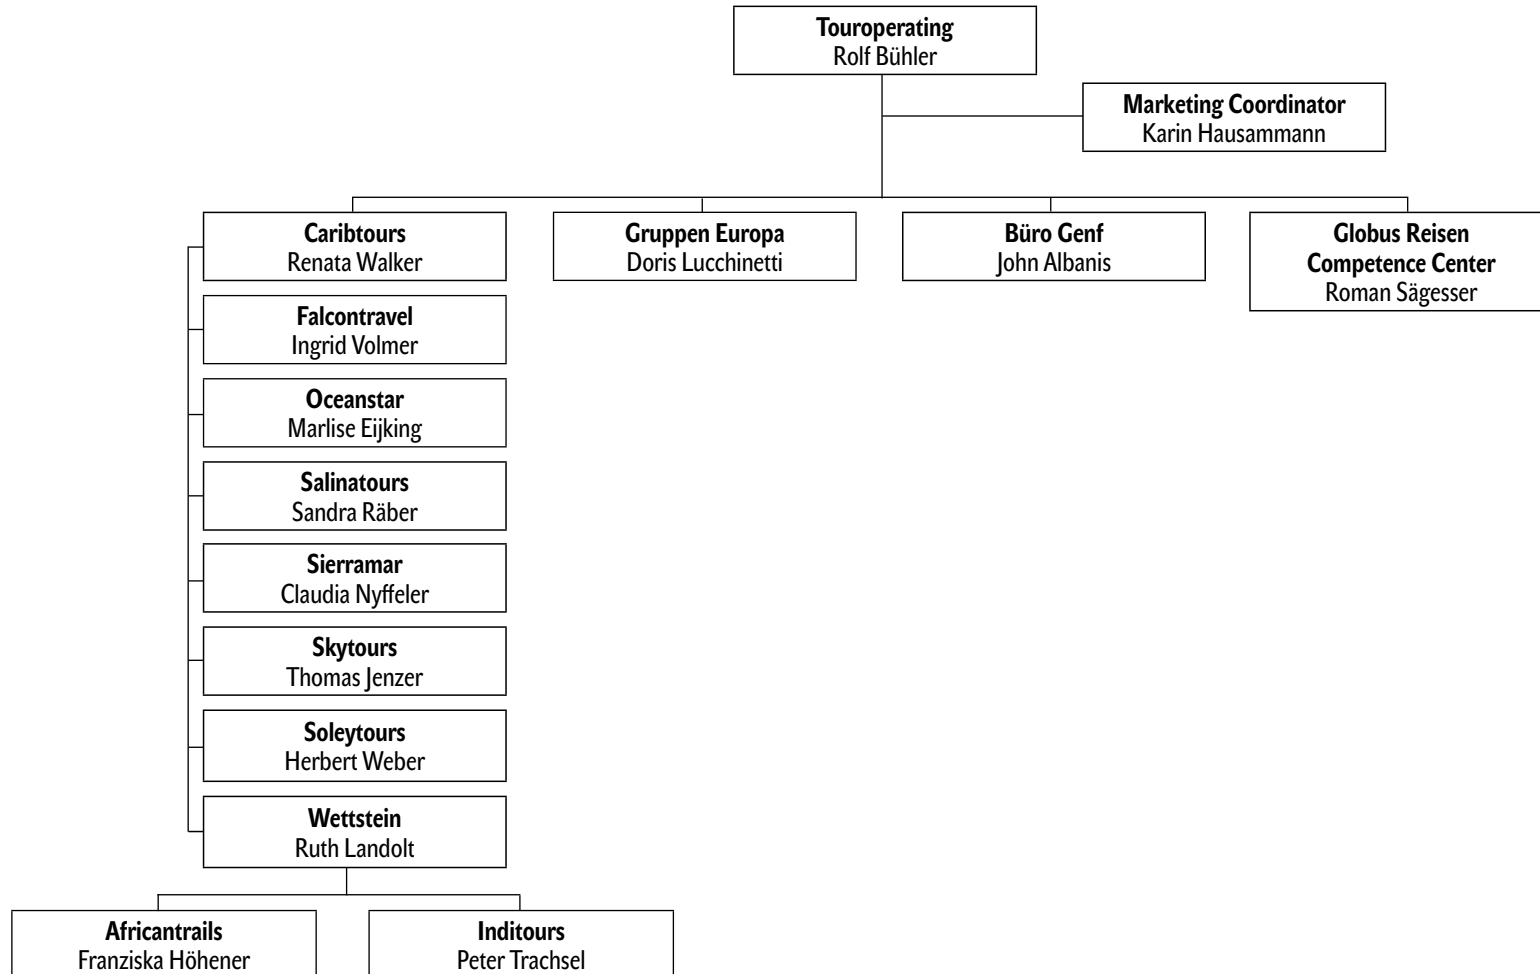 Touroperating
Rolf Bühler
Marketing Coordinator
Karin Hausammann
Caribtours
Renata Walker
Gruppen Europa
Doris Lucchinetti
Büro Genf
John Albanis
Globus Reisen
Competence Center
Roman Sägesser
Falcontravel
Ingrid Volmer
Oceanstar
Marlise Eijking
Salinatours
Sandra Räber
Sierramar
Claudia Nyffeler
Skytours
Thomas Jenzer
Soleytours
Herbert Weber
Wettstein
Ruth Landolt
Africantrails
Franziska Höhener
Inditours
Peter Trachsel